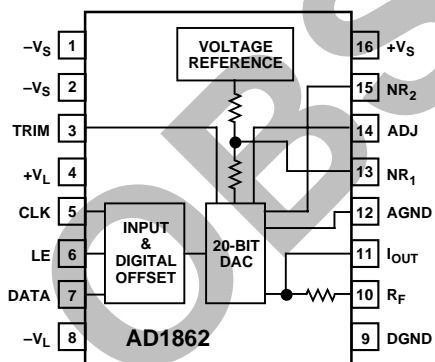 –VS 1
–VS 2
TRIM 3
+VL 4
CLK 5
LE 6
DATA 7
–VL 8
VOLTAGE
REFERENCE
INPUT
&
DIGITAL
OFFSET
20-BIT
DAC
AD1862
16 +VS
15 NR2
14 ADJ
13 NR1
12 AGND
11 IOUT
10 RF
9 DGND
OBS